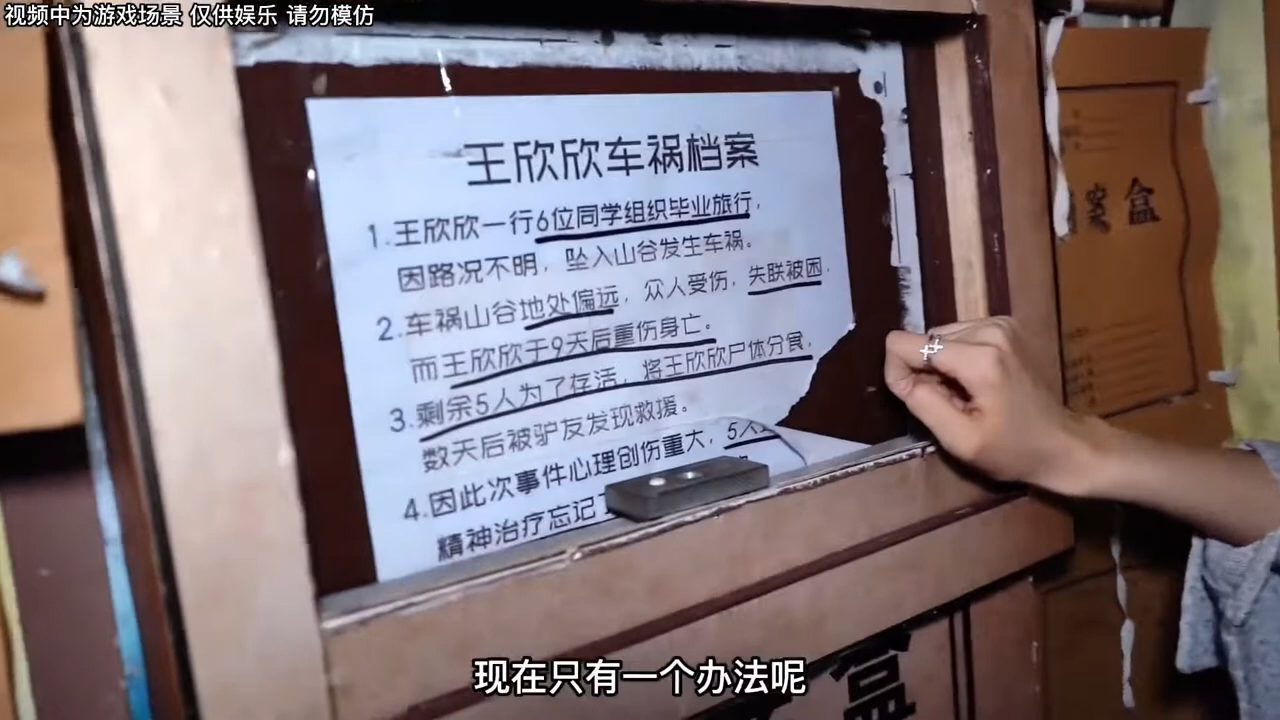 视频中为游戏场景 仅供娱乐 请勿模仿
王欣欣车祸档案
1.王欣欣一行6位同学组织毕业旅行，
因路况不明，坠入山谷发生车祸。
2.车祸山谷地处偏远，众人受伤，失联被困，
而王欣欣于9天后重伤身亡。
3.剩余5人为了存活，将王欣欣尸体分食，
数天后被驴友发现救援。
4.因此次事件心理创伤重大，5人
精神治疗忘记
案盒
盒
现在只有一个办法呢